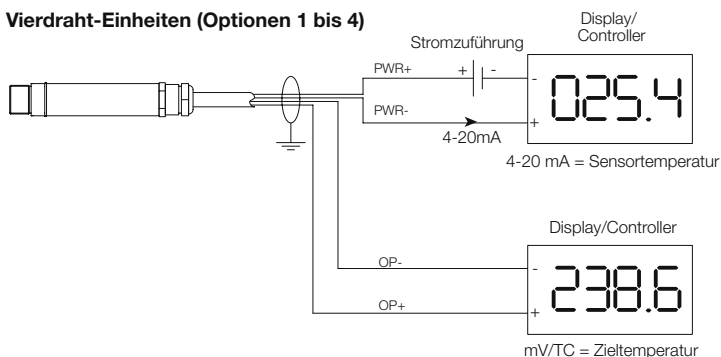 Vierdraht-Einheiten (Optionen 1 bis 4)
Display/
Controller
Stromzuführung
PWR+
+ -
-
025.4
PWR-
+
4-20mA
4-20 mA = Sensortemperatur
Display/Controller
OP-
-
238.6
OP+
+
mV/TC = Zieltemperatur